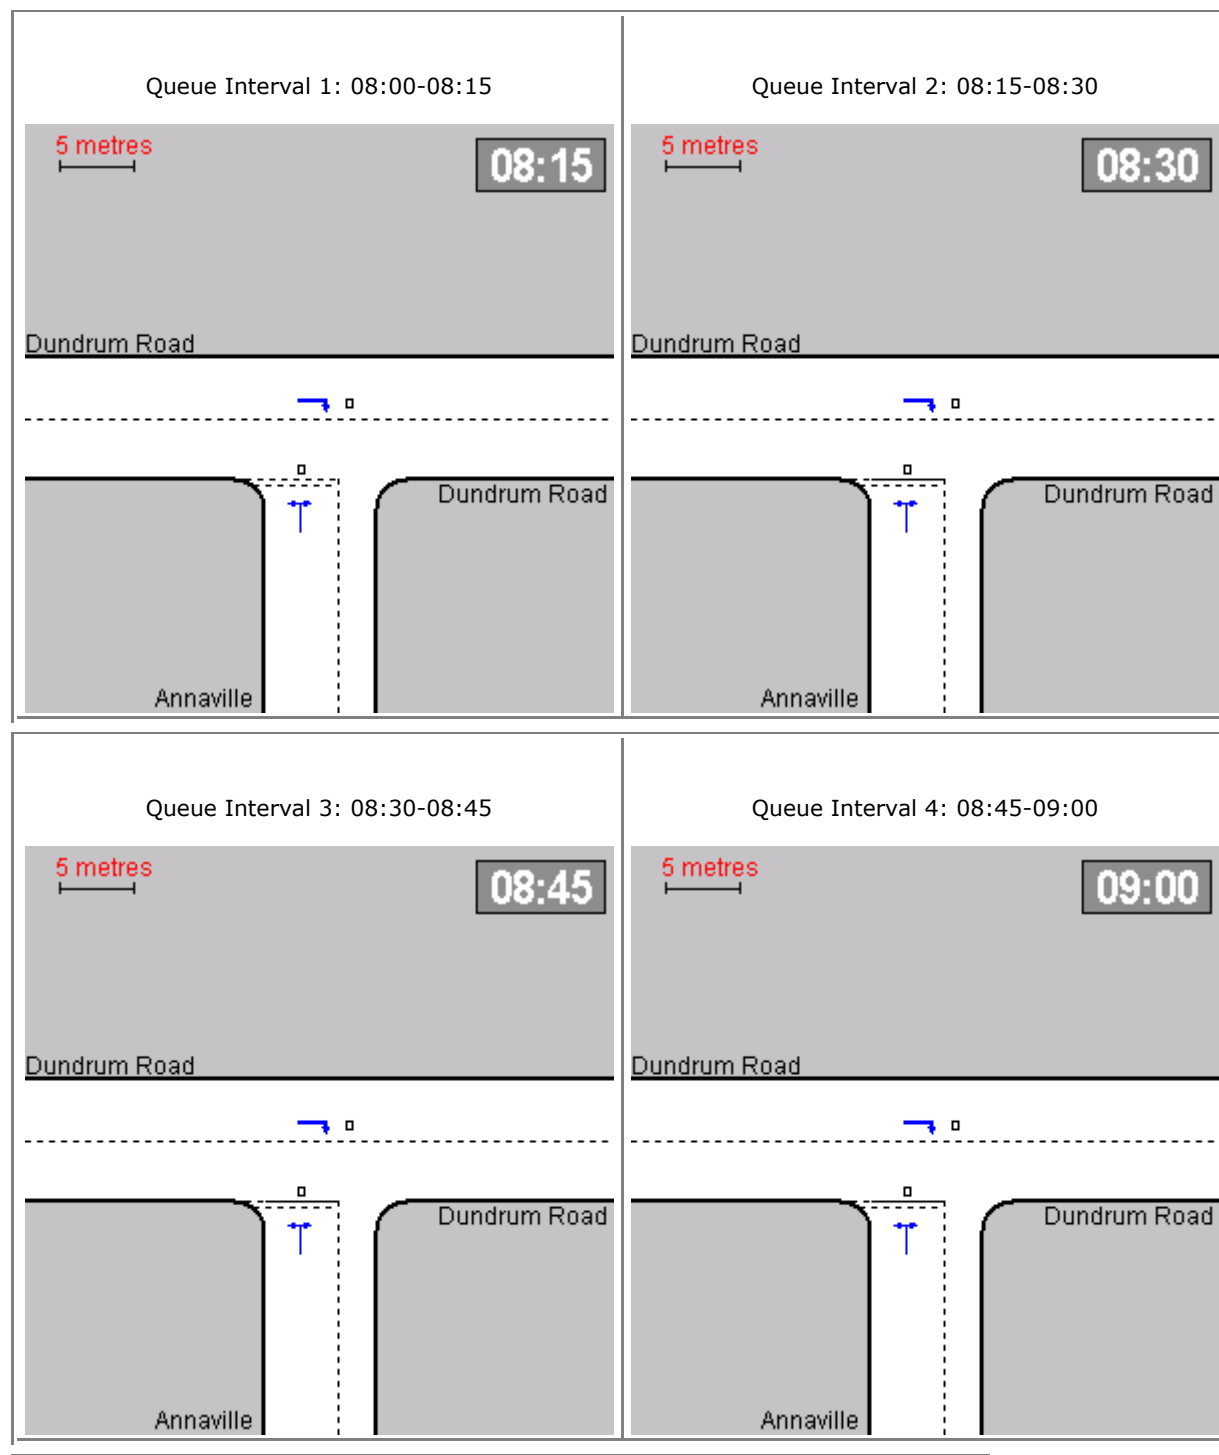 Queue Interval 1: 08:00-08:15
5 metres
08:15
Dundrum Road
Dundrum Road
Annaville
Queue Interval 2: 08:15-08:30
5 metres
08:30
Dundrum Road
Dundrum Road
Annaville
Queue Interval 3: 08:30-08:45
5 metres
08:45
Dundrum Road
Dundrum Road
Annaville
Queue Interval 4: 08:45-09:00
5 metres
09:00
Dundrum Road
Dundrum Road
Annaville